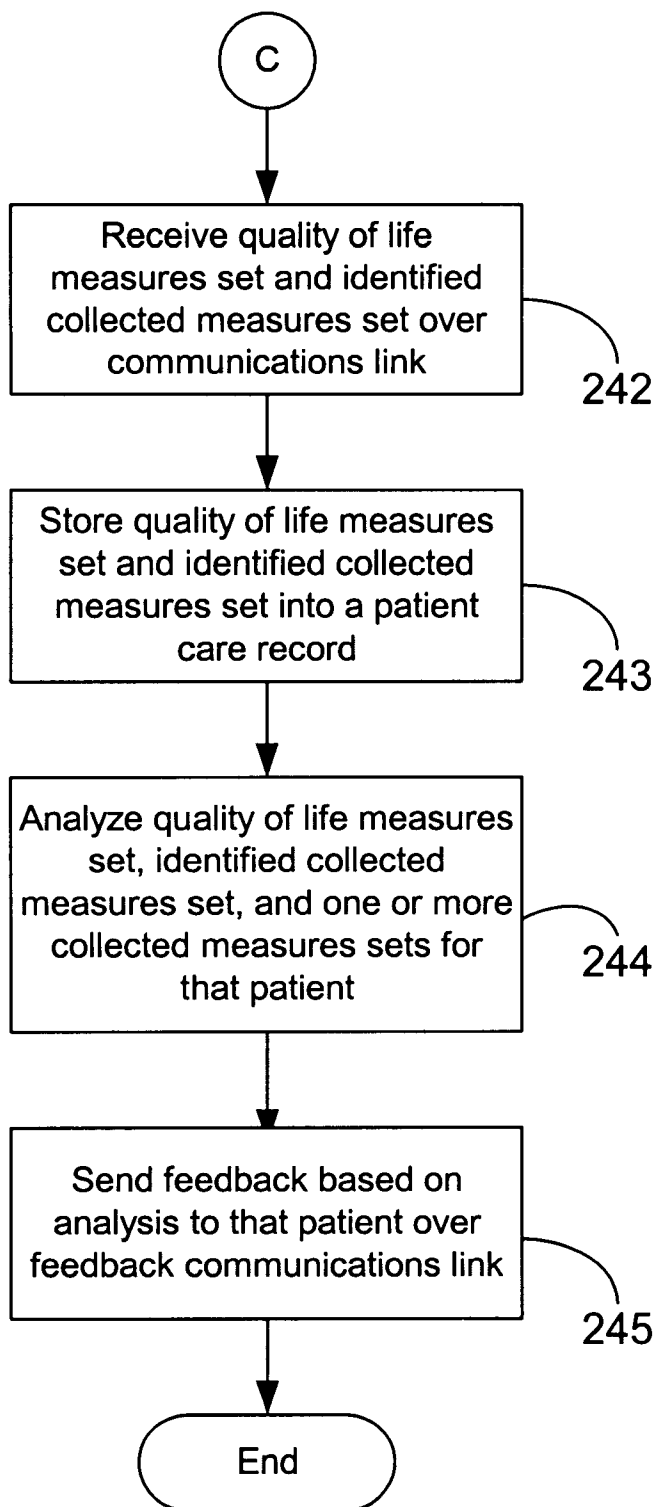 C
Receive quality of life
measures set and identified
collected measures set over
communications link
242
Store quality of life measures
set and identified collected
measures set into a patient
care record
243
Analyze quality of life measures
set, identified collected
measures set, and one or more
collected measures sets for
that patient
244
Send feedback based on
analysis to that patient over
feedback communications link
245
End